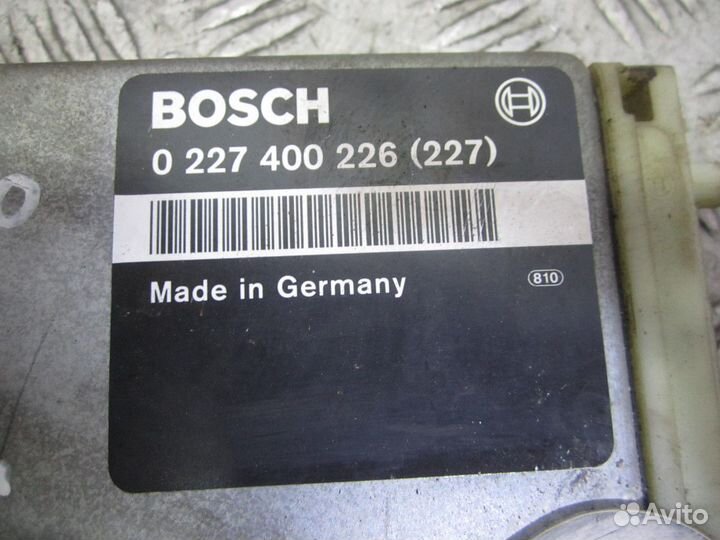 BOSCH
0 227 400 226 (227)
Made in Germany
810
Avito